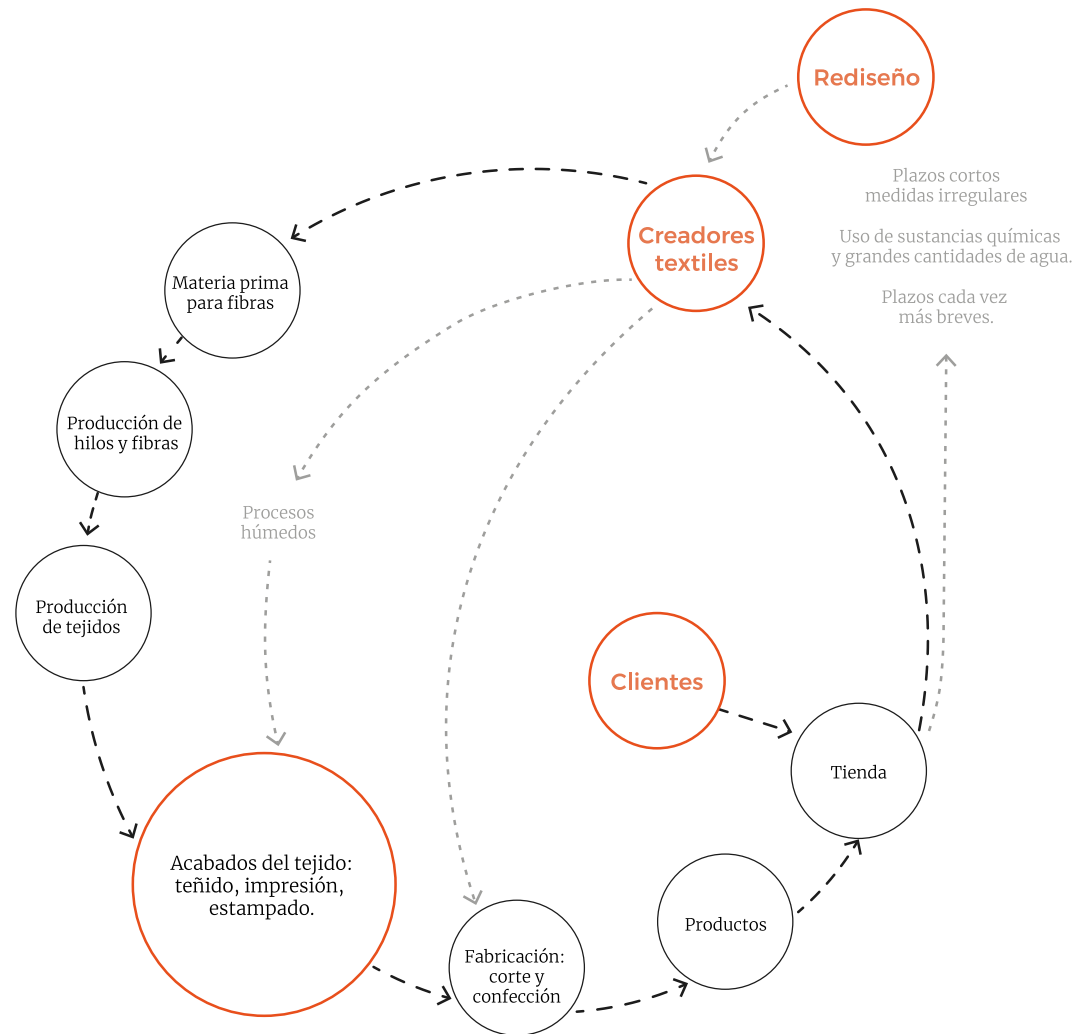 Rediseño
Plazos cortos
medidas irregulares
Uso de sustancias químicas
y grandes cantidades de agua.
Plazos cada vez
más breves.
Creadores
textiles
Materia prima
para fibras
Producción de
hilos y fibras
Procesos
húmedos
Producción
de tejidos
Clientes
Tienda
Acabados del tejido:
teñido, impresión,
estampado.
Productos
Fabricación:
corte y
confección